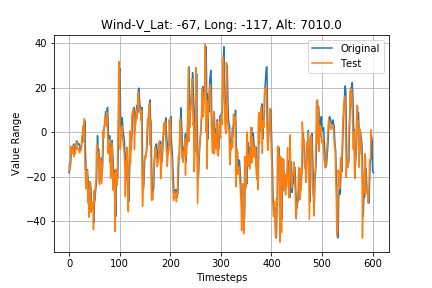 Wind-V_Lat: -67, Long: -117, Alt: 7010.0
Original
Test
Value Range
40
20
0
−20
−40
0 100 200 300 400 500 600
Timesteps